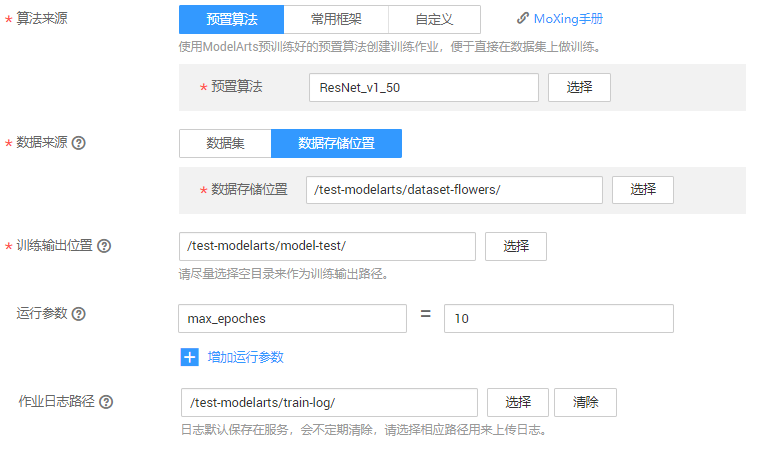 * 算法来源 预置算法 常用框架 自定义 MoXing手册
使用ModelArts预训练好的预置算法创建训练作业，便于直接在数据集上做训练。
* 预置算法 ResNet_v1_50 选择
* 数据来源 ? 数据集 数据存储位置
* 数据存储位置 /test-modelarts/dataset-flowers/ 选择
* 训练输出位置 ? /test-modelarts/model-test/ 选择
请尽量选择空目录来作为训练输出路径。
运行参数 ? max_epoches = 10
+ 增加运行参数
作业日志路径 ? /test-modelarts/train-log/ 选择 清除
日志默认保存在服务，会不定期清除，请选择相应路径用来上传日志。